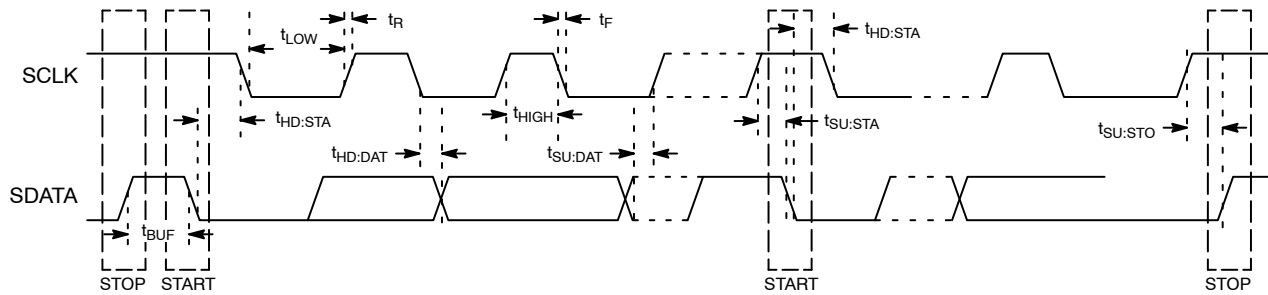 tR
tF
tLOW
tHD:STA
SCLK
tHD:STA
tHIGH
tSU:STA
tSU:STO
tHD:DAT
tSU:DAT
SDATA
tBUF
STOP
START
START
STOP